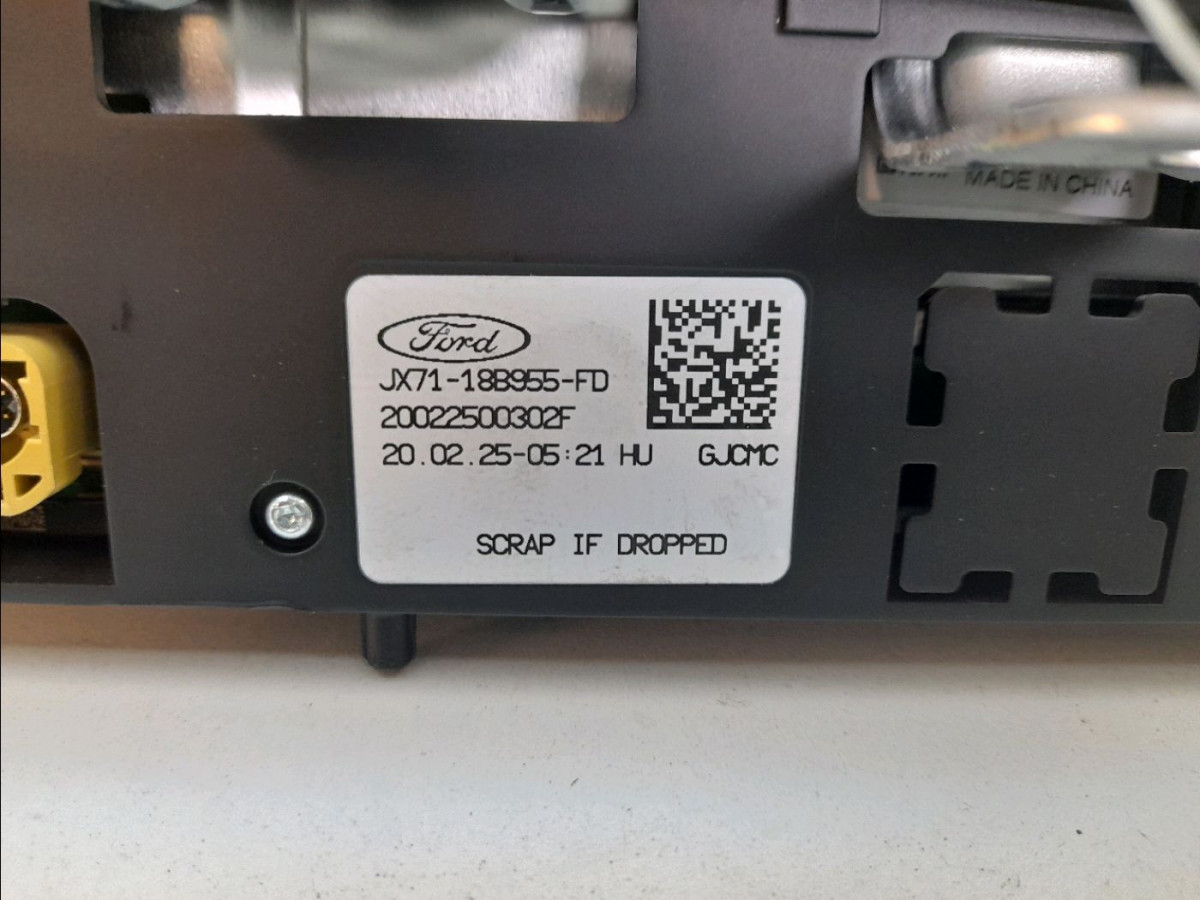 MADE IN CHINA
Ford
JX71-18B955-FD
20022500302F
20.02.25-05:21 HU GJCMC
SCRAP IF DROPPED